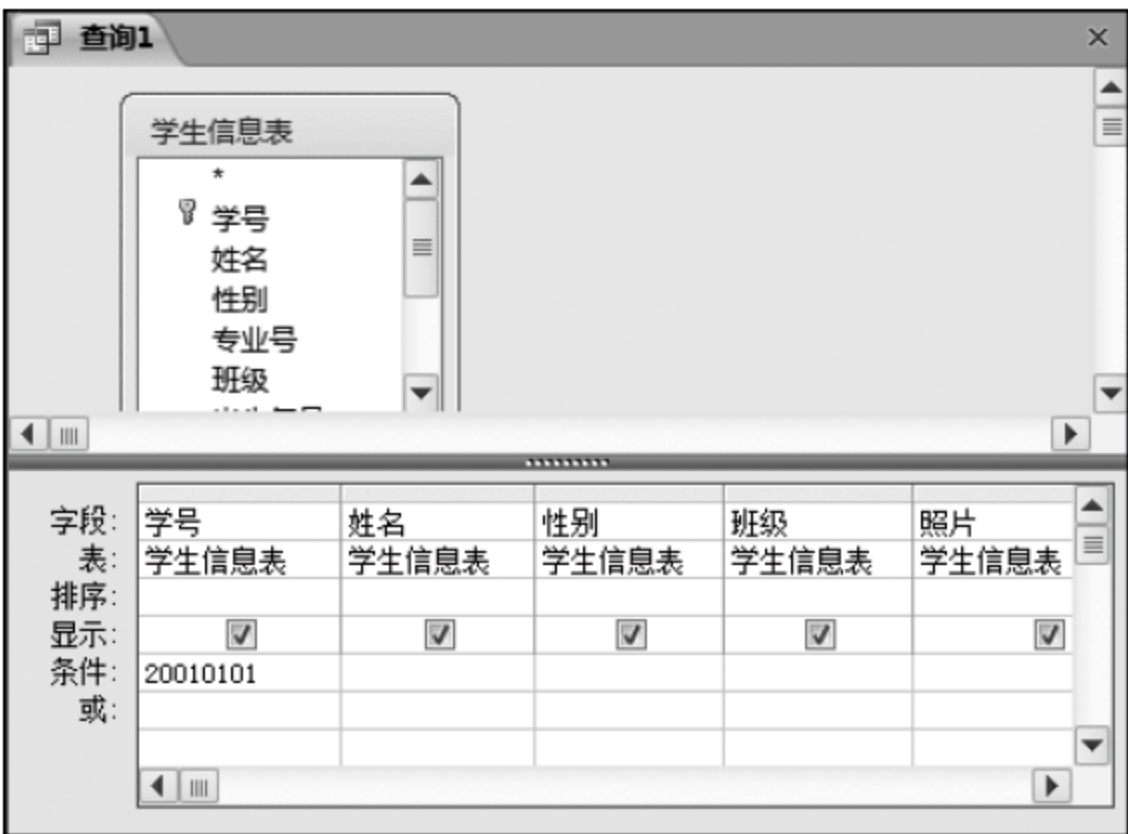 查询1
学生信息表
*
学号
姓名
性别
专业号
班级
字段: 学号 姓名 性别 班级 照片
表: 学生信息表 学生信息表 学生信息表 学生信息表 学生信息表
排序:
显示:
条件: 20010101
或: